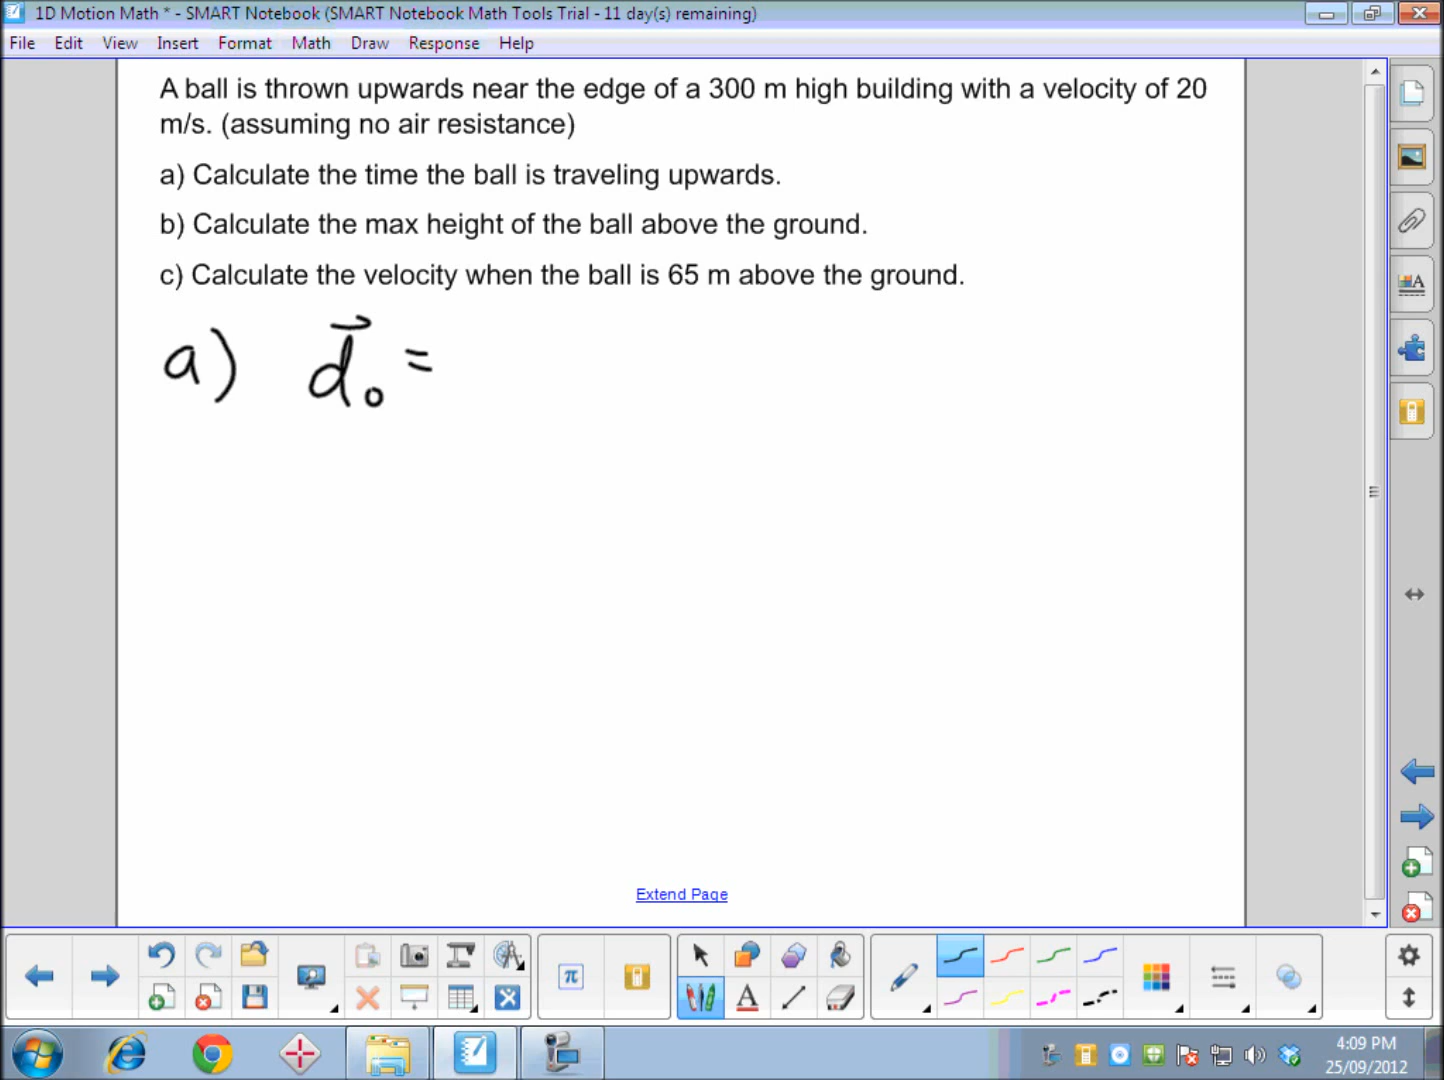 1D Motion Math * - SMART Notebook (SMART Notebook Math Tools Trial - 11 day(s) remaining)
File Edit View Insert Format Math Draw Response Help
A ball is thrown upwards near the edge of a 300 m high building with a velocity of 20
m/s. (assuming no air resistance)
a) Calculate the time the ball is traveling upwards.
b) Calculate the max height of the ball above the ground.
c) Calculate the velocity when the ball is 65 m above the ground.
a) d⃗₀ =
Extend Page
π
A
4:09 PM
25/09/2012